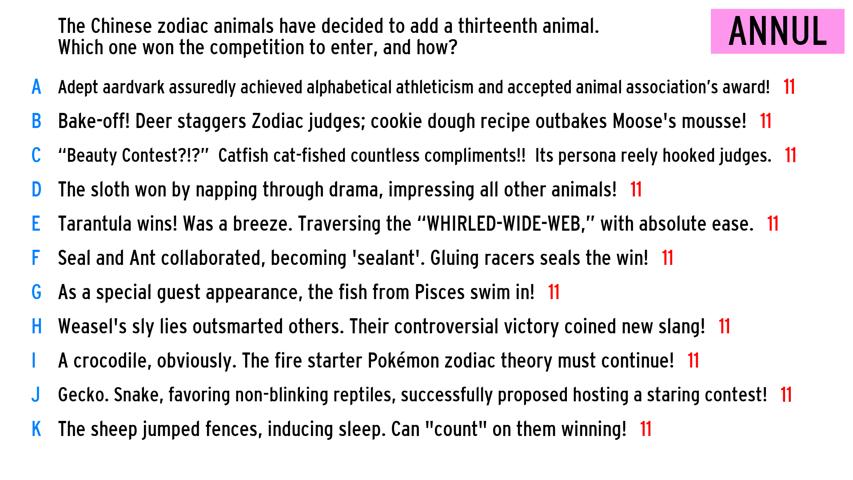 The Chinese zodiac animals have decided to add a thirteenth animal.
Which one won the competition to enter, and how?
ANNUL
A Adept aardvark assuredly achieved alphabetical athleticism and accepted animal association's award! 11
B Bake-off! Deer staggers Zodiac judges; cookie dough recipe outbakes Moose's mousse! 11
C “Beauty Contest?!?” Catfish cat-fished countless compliments!! Its persona reely hooked judges. 11
D The sloth won by napping through drama, impressing all other animals! 11
E Tarantula wins! Was a breeze. Traversing the “WHIRLED-WIDE-WEB,” with absolute ease. 11
F Seal and Ant collaborated, becoming 'sealant'. Gluing racers seals the win! 11
G As a special guest appearance, the fish from Pisces swim in! 11
H Weasel's sly lies outsmarted others. Their controversial victory coined new slang! 11
I A crocodile, obviously. The fire starter Pokémon zodiac theory must continue! 11
J Gecko. Snake, favoring non-blinking reptiles, successfully proposed hosting a staring contest! 11
K The sheep jumped fences, inducing sleep. Can "count" on them winning! 11